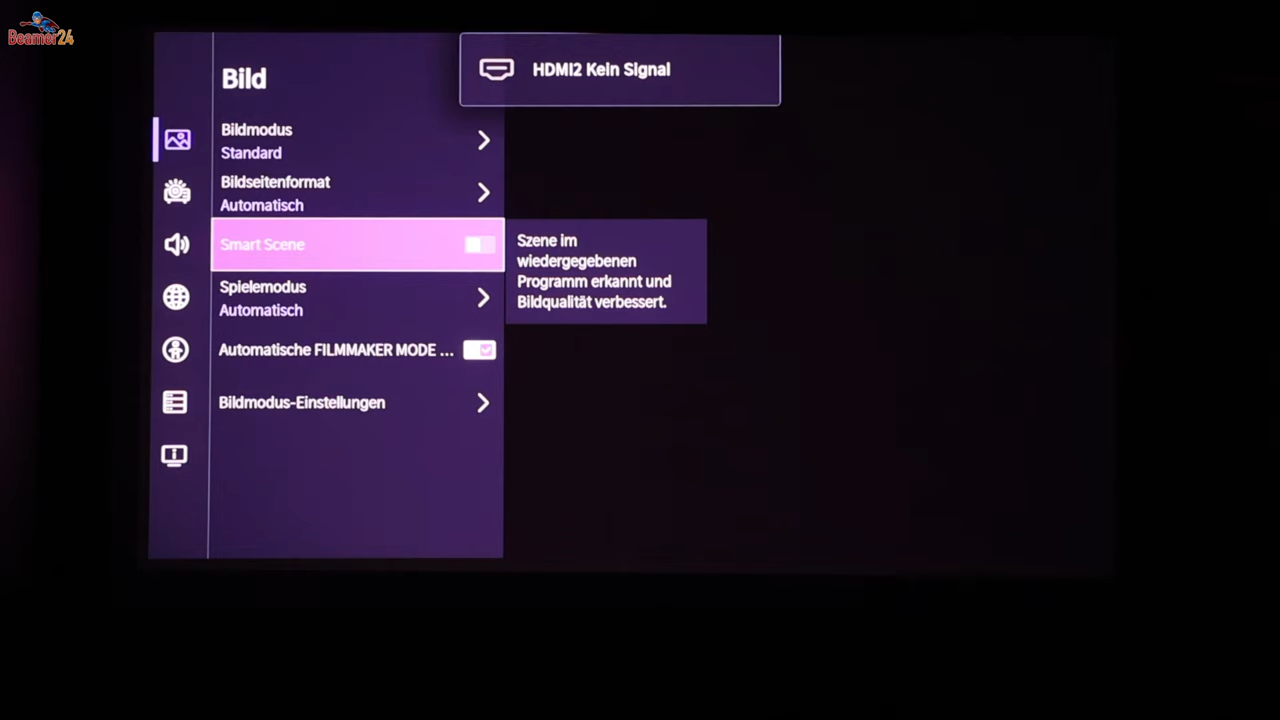 Beamer24
HDMI2 Kein Signal
Bild
Bildmodus
Standard
Bildseitenformat
Automatisch
Smart Scene
Szene im
wiedergegebenen
Programm erkannt und
Bildqualität verbessert.
Spielemodus
Automatisch
Automatische FILMMAKER MODE ...
Bildmodus-Einstellungen